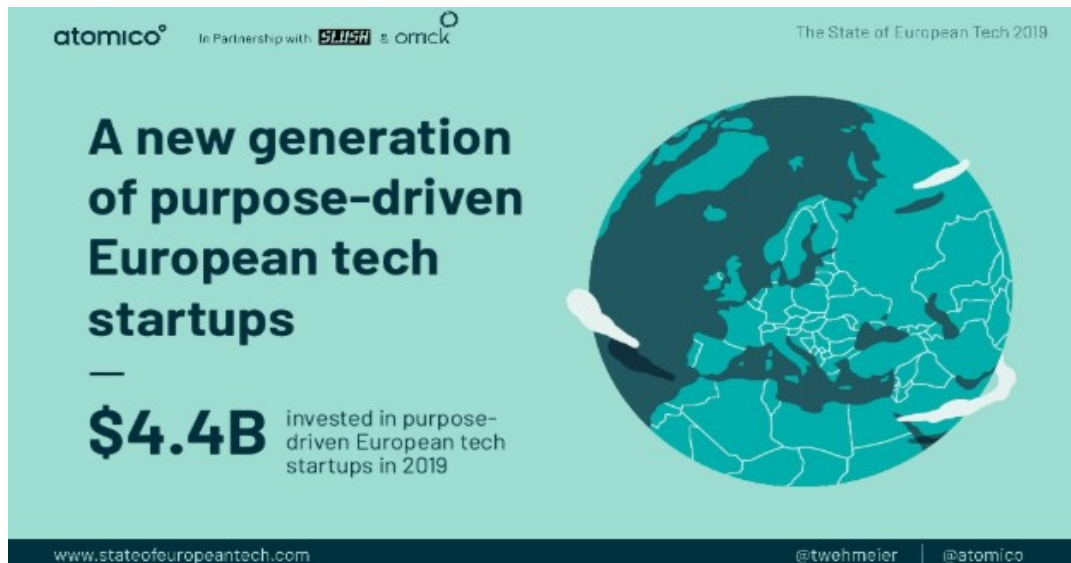 atomico°
In Partnership with SLUSH & orrick
The State of European Tech 2019
A new generation
of purpose-driven
European tech
startups
$4.4B
invested in purpose-
driven European tech
startups in 2019
www.stateofeuropeantech.com
@twehmeier | @atomico